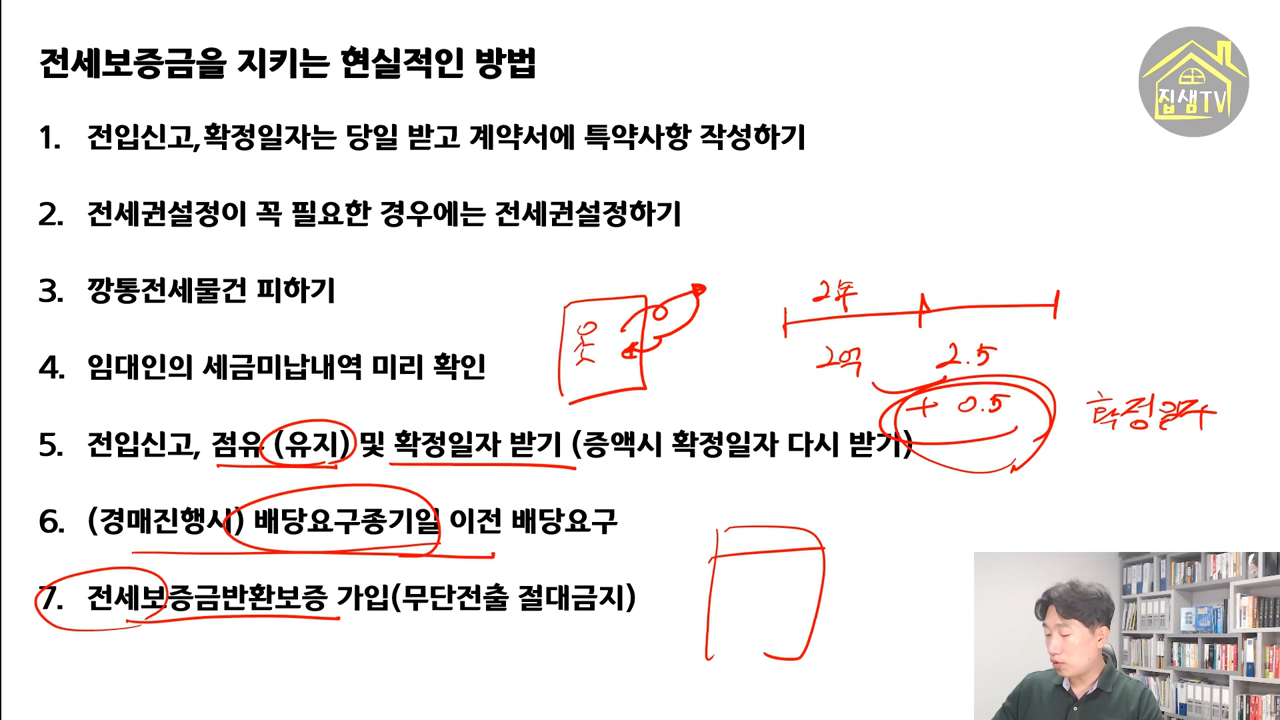 전세보증금을 지키는 현실적인 방법
집샘TV
1. 전입신고,확정일자는 당일 받고 계약서에 특약사항 작성하기
2. 전세권설정이 꼭 필요한 경우에는 전세권설정하기
3. 깡통전세물건 피하기
2年
4. 임대인의 세금미납내역 미리 확인
2억 2.5
+ 0.5
확정일자
5. 전입신고, 점유 (유지) 및 확정일자 받기 (증액시 확정일자 다시 받기)
6. (경매진행시) 배당요구종기일 이전 배당요구
7. 전세보증금반환보증 가입(무단전출 절대금지)